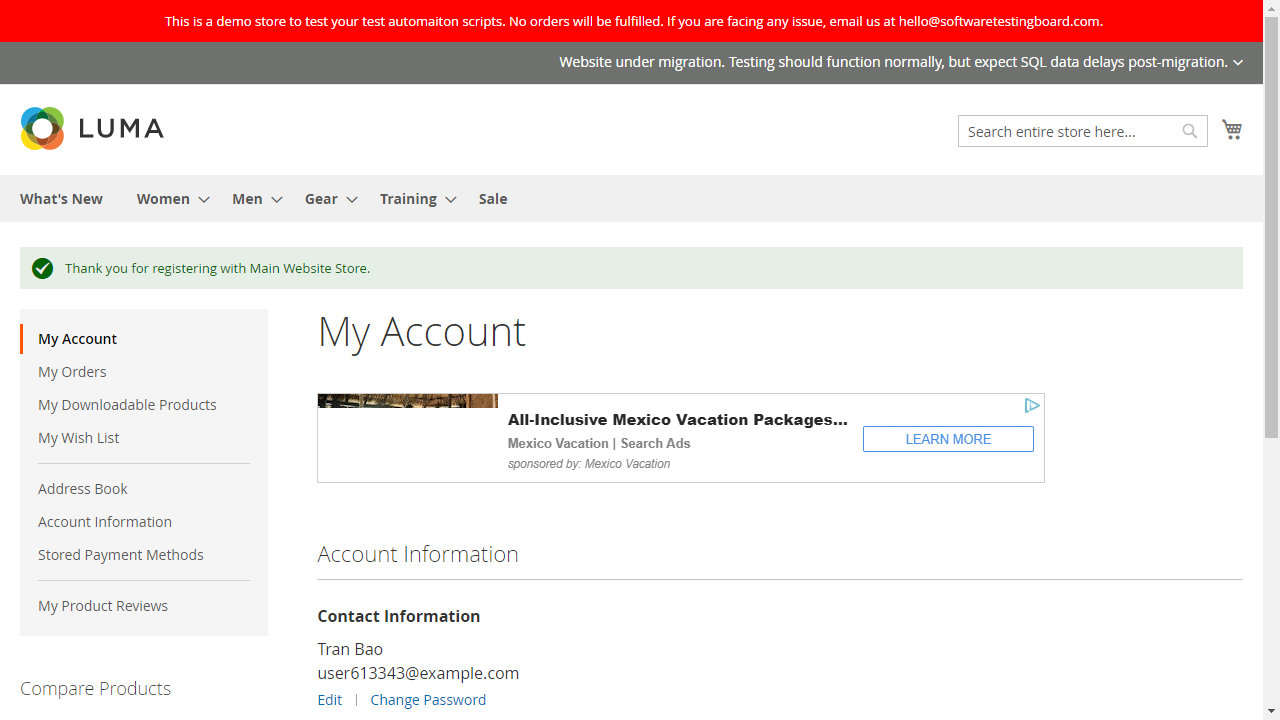 This is a demo store to test your test automaiton scripts. No orders will be fulfilled. If you are facing any issue, email us at hello@softwaretestingboard.com.
Website under migration. Testing should function normally, but expect SQL data delays post-migration.
LUMA
Search entire store here...
What's New Women Men Gear Training Sale
Thank you for registering with Main Website Store.
My Account
My Orders
My Downloadable Products
My Wish List
Address Book
Account Information
Stored Payment Methods
My Product Reviews
Compare Products
My Account
All-Inclusive Mexico Vacation Packages...
Mexico Vacation | Search Ads
sponsored by: Mexico Vacation
LEARN MORE
Account Information
Contact Information
Tran Bao
user613343@example.com
Edit | Change Password